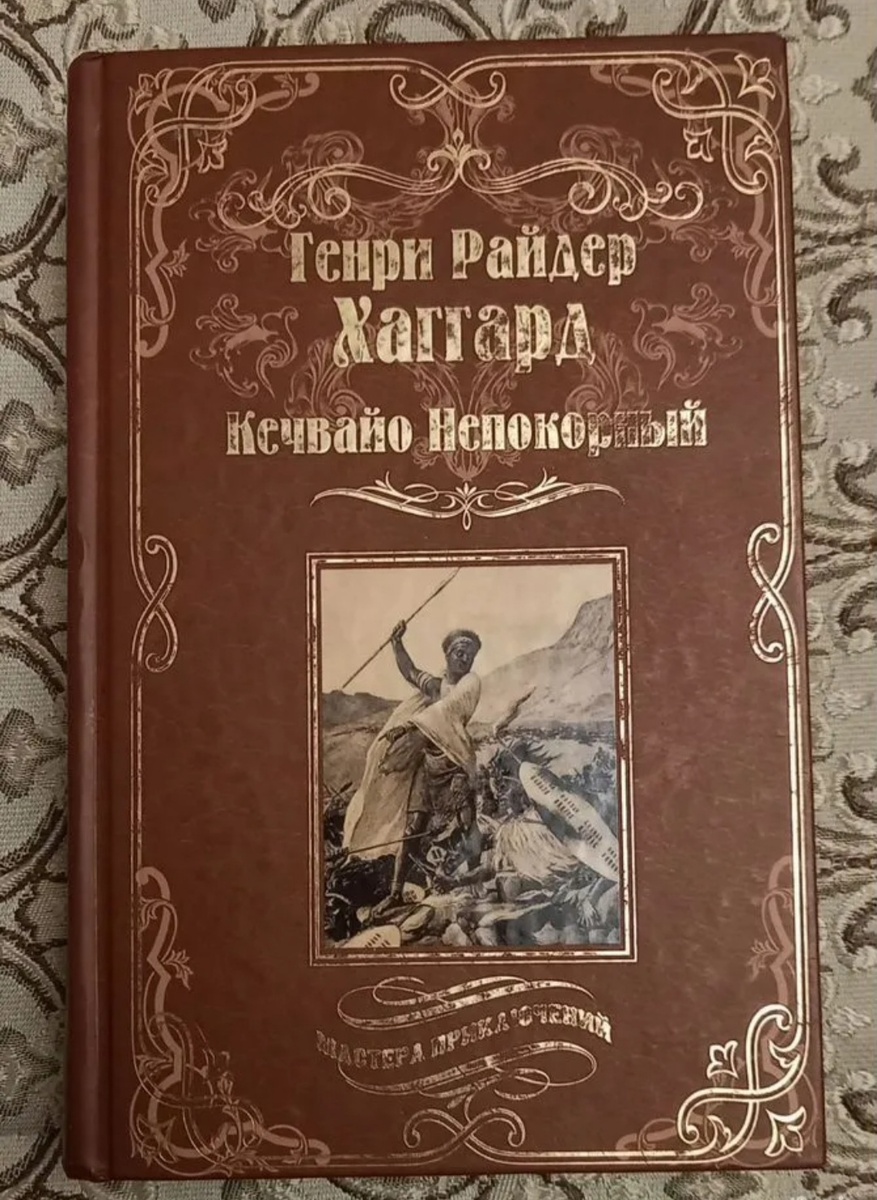 Генри Райдер
Хаггард
Кечвайо Непокорный
МАСТЕРА ПРИКЛЮЧЕНИЙ